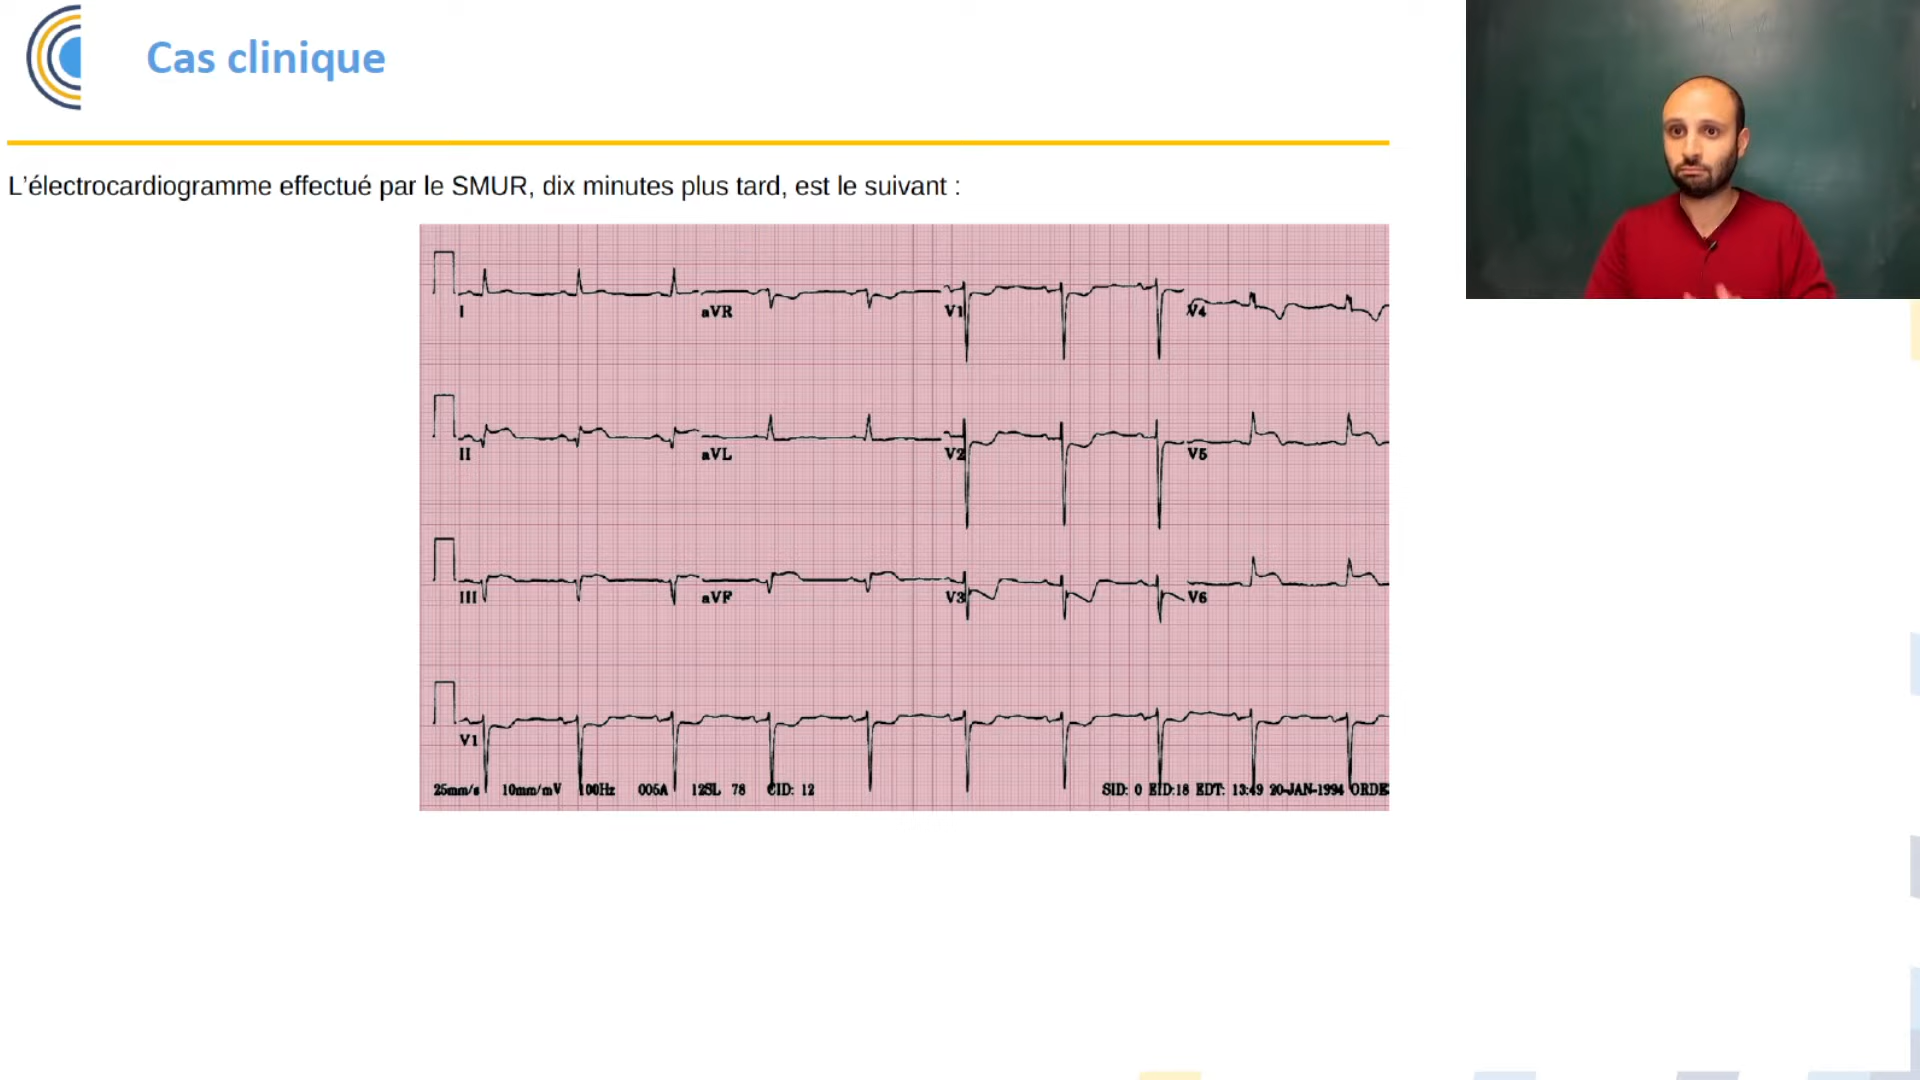 Cas clinique
L’électrocardiogramme effectué par le SMUR, dix minutes plus tard, est le suivant :
I aVR V1 V4
II aVL V2 V5
III aVF V3 V6
V1
25mm/s 10mm/mV 100Hz 005A 12SL 78 CID: 12 SID: 0 EID:18 EDT: 13:49 20-JAN-1994 ORDE